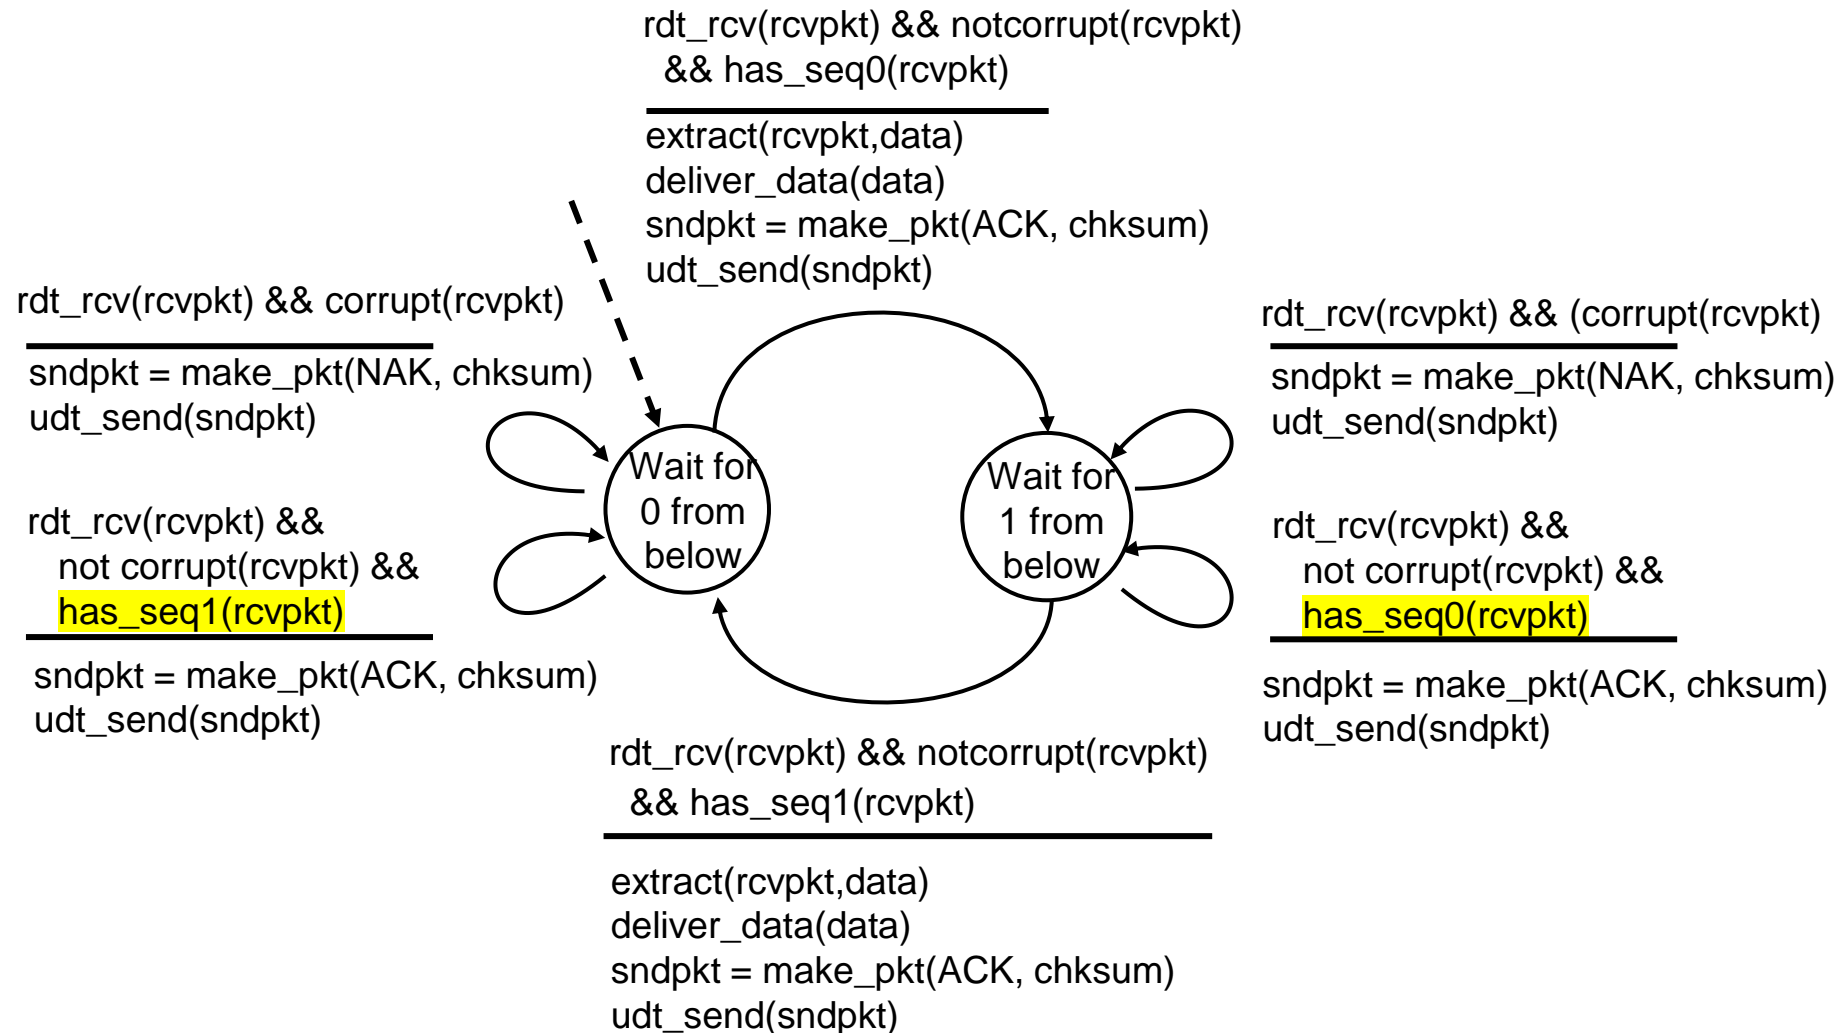 rdt_rcv(rcvpkt) && notcorrupt(rcvpkt)
&& has_seq0(rcvpkt)
extract(rcvpkt,data)
deliver_data(data)
sndpkt = make_pkt(ACK, chksum)
udt_send(sndpkt)
rdt_rcv(rcvpkt) && corrupt(rcvpkt)
sndpkt = make_pkt(NAK, chksum)
udt_send(sndpkt)
rdt_rcv(rcvpkt) &&
not corrupt(rcvpkt) &&
has_seq1(rcvpkt)
sndpkt = make_pkt(ACK, chksum)
udt_send(sndpkt)
Wait for
0 from
below
Wait for
1 from
below
rdt_rcv(rcvpkt) && (corrupt(rcvpkt)
sndpkt = make_pkt(NAK, chksum)
udt_send(sndpkt)
rdt_rcv(rcvpkt) &&
not corrupt(rcvpkt) &&
has_seq0(rcvpkt)
sndpkt = make_pkt(ACK, chksum)
udt_send(sndpkt)
rdt_rcv(rcvpkt) && notcorrupt(rcvpkt)
&& has_seq1(rcvpkt)
extract(rcvpkt,data)
deliver_data(data)
sndpkt = make_pkt(ACK, chksum)
udt_send(sndpkt)